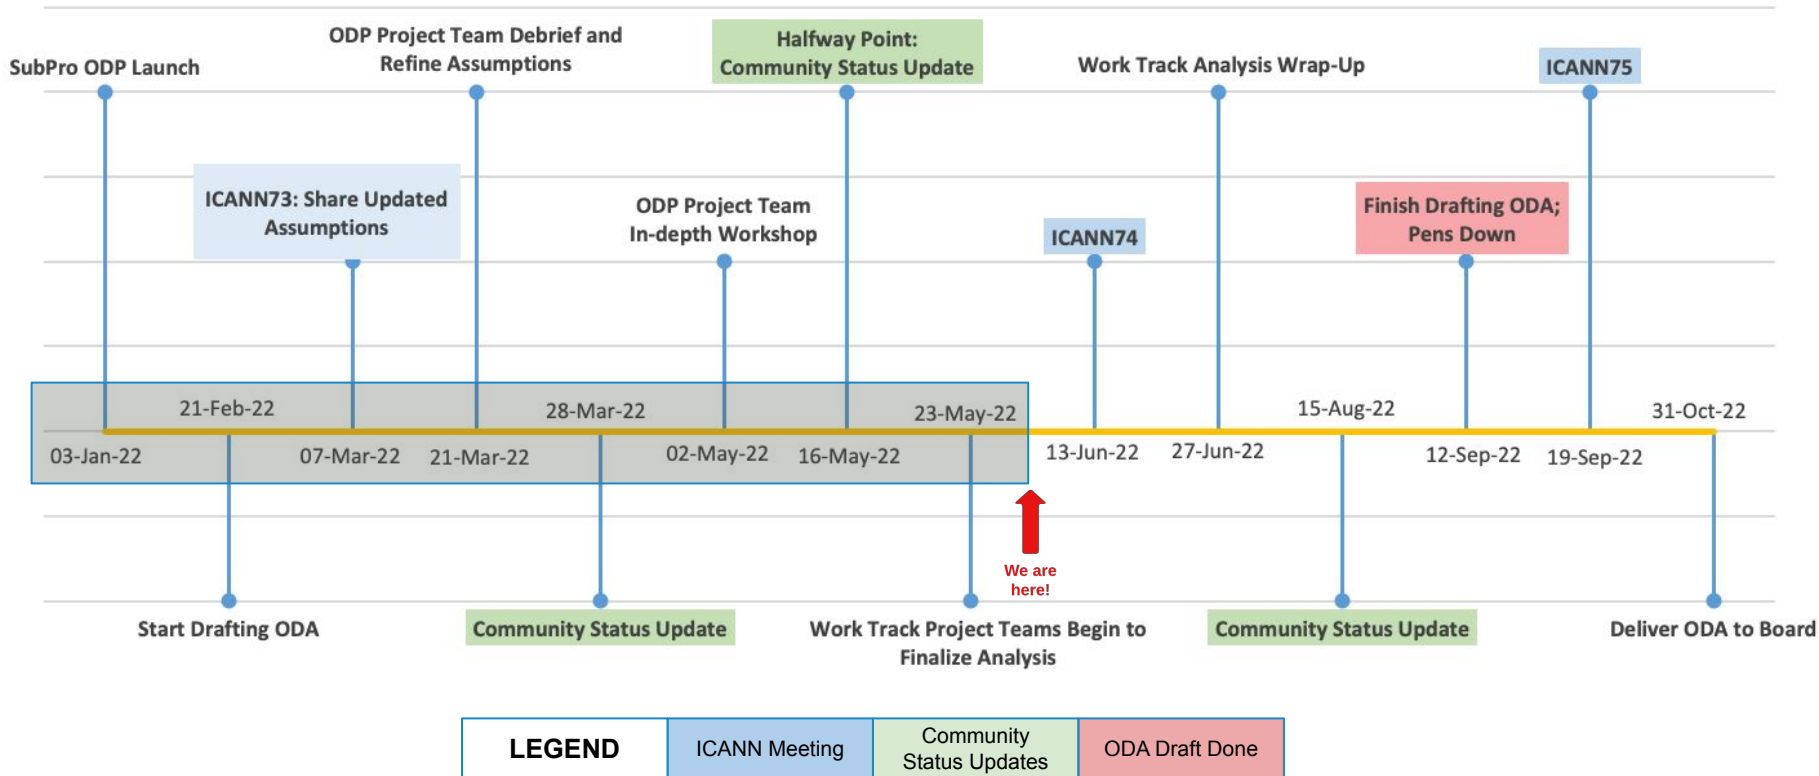 ODP Project Team Debrief and
Refine Assumptions
Halfway Point:
Community Status Update
SubPro ODP Launch
Work Track Analysis Wrap-Up
ICANN75
ICANN73: Share Updated
Assumptions
ODP Project Team
In-depth Workshop
ICANN74
Finish Drafting ODA;
Pens Down
21-Feb-22
28-Mar-22
23-May-22
15-Aug-22
31-Oct-22
03-Jan-22
07-Mar-22
21-Mar-22
02-May-22
16-May-22
13-Jun-22
27-Jun-22
12-Sep-22
19-Sep-22
We are
here!
Start Drafting ODA
Community Status Update
Work Track Project Teams Begin to
Finalize Analysis
Community Status Update
Deliver ODA to Board
LEGEND
ICANN Meeting
Community
Status Updates
ODA Draft Done